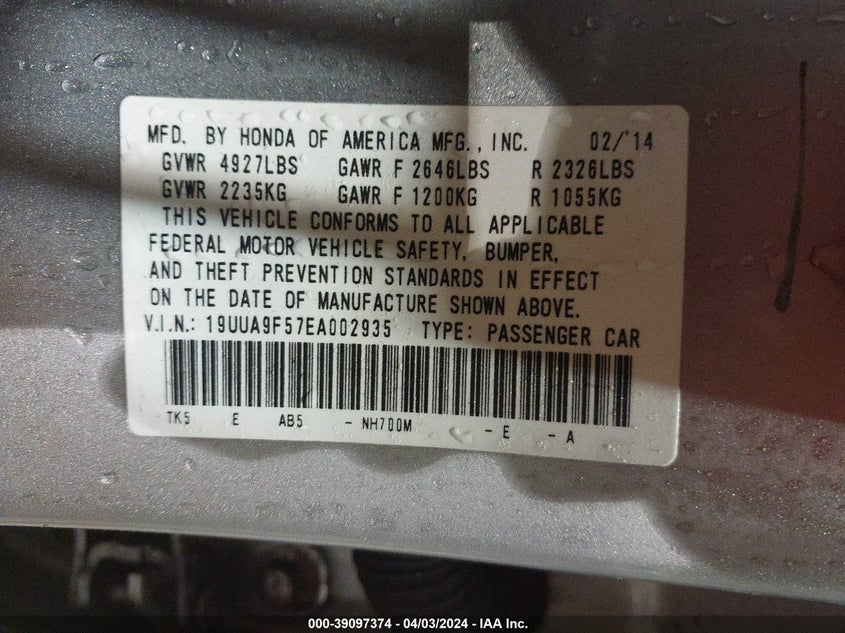 MFD. BY HONDA OF AMERICA MFG., INC. 02/'14
GVWR 4927LBS GAWR F 2646LBS R 2326LBS
GVWR 2235KG GAWR F 1200KG R 1055KG
THIS VEHICLE CONFORMS TO ALL APPLICABLE
FEDERAL MOTOR VEHICLE SAFETY, BUMPER,
AND THEFT PREVENTION STANDARDS IN EFFECT
ON THE DATE OF MANUFACTURE SHOWN ABOVE.
V.I.N.: 19UUA9F57EA002935 TYPE: PASSENGER CAR
TK5 E AB5 - NH700M - E - A
000-39097374 - 04/03/2024 - IAA Inc.